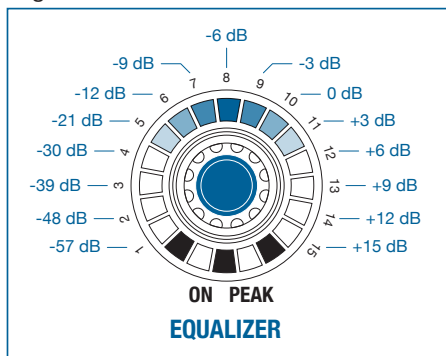 -6 dB
-9 dB 7 8 9 -3 dB
-12 dB 6 10 0 dB
-21 dB 5 11 +3 dB
-30 dB 4 12 +6 dB
-39 dB 3 13 +9 dB
-48 dB 2 14 +12 dB
-57 dB 1 15 +15 dB
ON PEAK
EQUALIZER